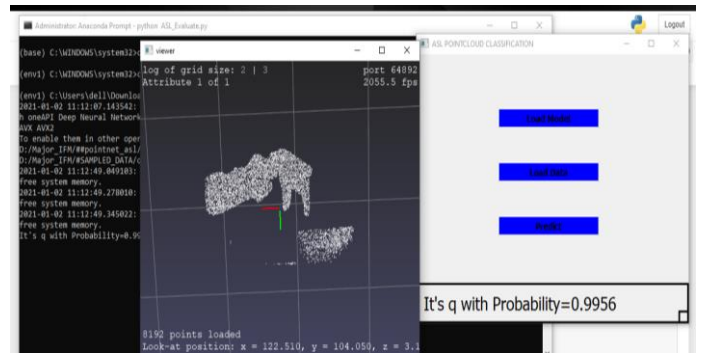 Administrator: Anaconda Prompt - python ASL_Evaluate.py
Logout
(base) C:\WINDOWS\system32>c
(env1) C:\WINDOWS\system32>c
(env1) C:\Users\dell\Downloa
2021-01-02 11:12:07.143542:
h oneAPI Deep Neural Network
AVX AVX2
To enable them in other oper
D:/Major_IFM/##pointnet_asl/
D:/Major_IFM/#SAMPLED_DATA/c
2021-01-02 11:12:49.049103:
free system memory.
2021-01-02 11:12:49.278010:
free system memory.
2021-01-02 11:12:49.345022:
free system memory.
It's q with Probability=0.99
viewer
log of grid size: 2 | 3
port 64892
Attribute 1 of 1
2055.5 fps
8192 points loaded
Look-at position: x = 122.510, y = 104.050, z = 3.1
ASL POINTCLOUD CLASSIFICATION
Load Model
Load Data
Predict
It's q with Probability=0.9956